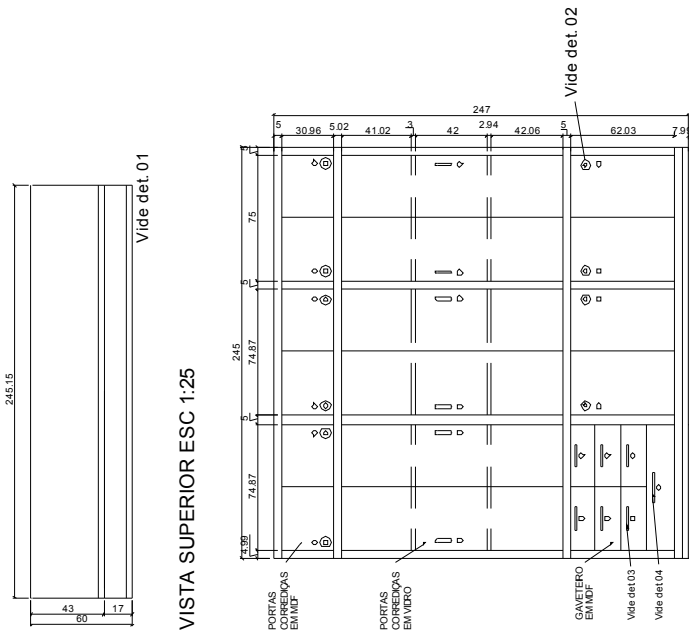 245.15
Vide det. 01
43
17
60
VISTA SUPERIOR ESC 1:25
Vide det. 02
247
5
30.96
5.02
41.02
3
42
2.94
42.06
5
62.03
7.99
5
75
5
245
74.87
5
74.87
4.99
PORTAS
CORREDIÇAS
EM MDF
PORTAS
CORREDIÇAS
EM VIDRO
GAVETEIRO
EM MDF
Vide det 03
Vide det 04